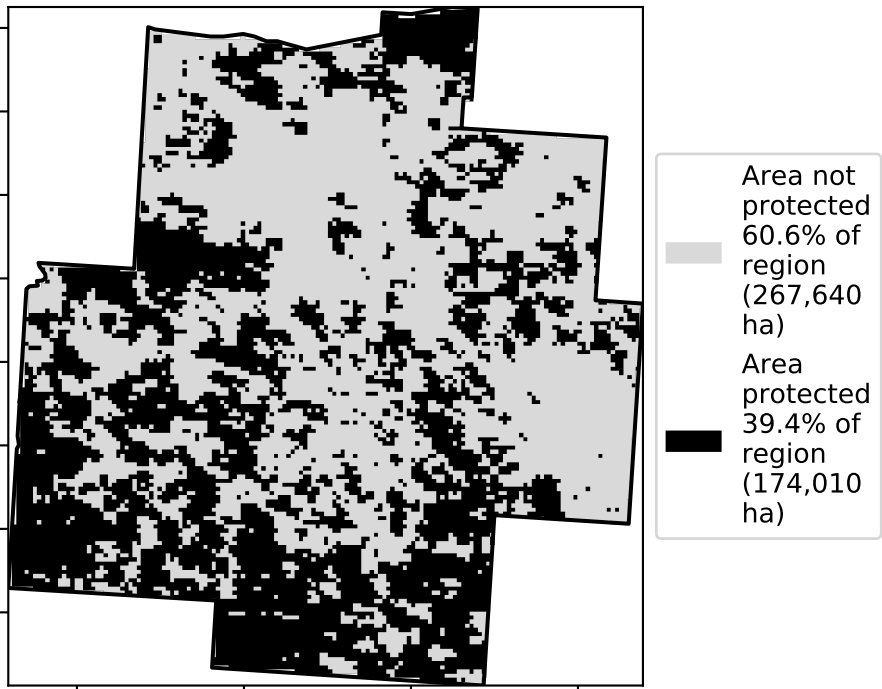 Area not
protected
60.6% of
region
(267,640
ha)
Area
protected
39.4% of
region
(174,010
ha)